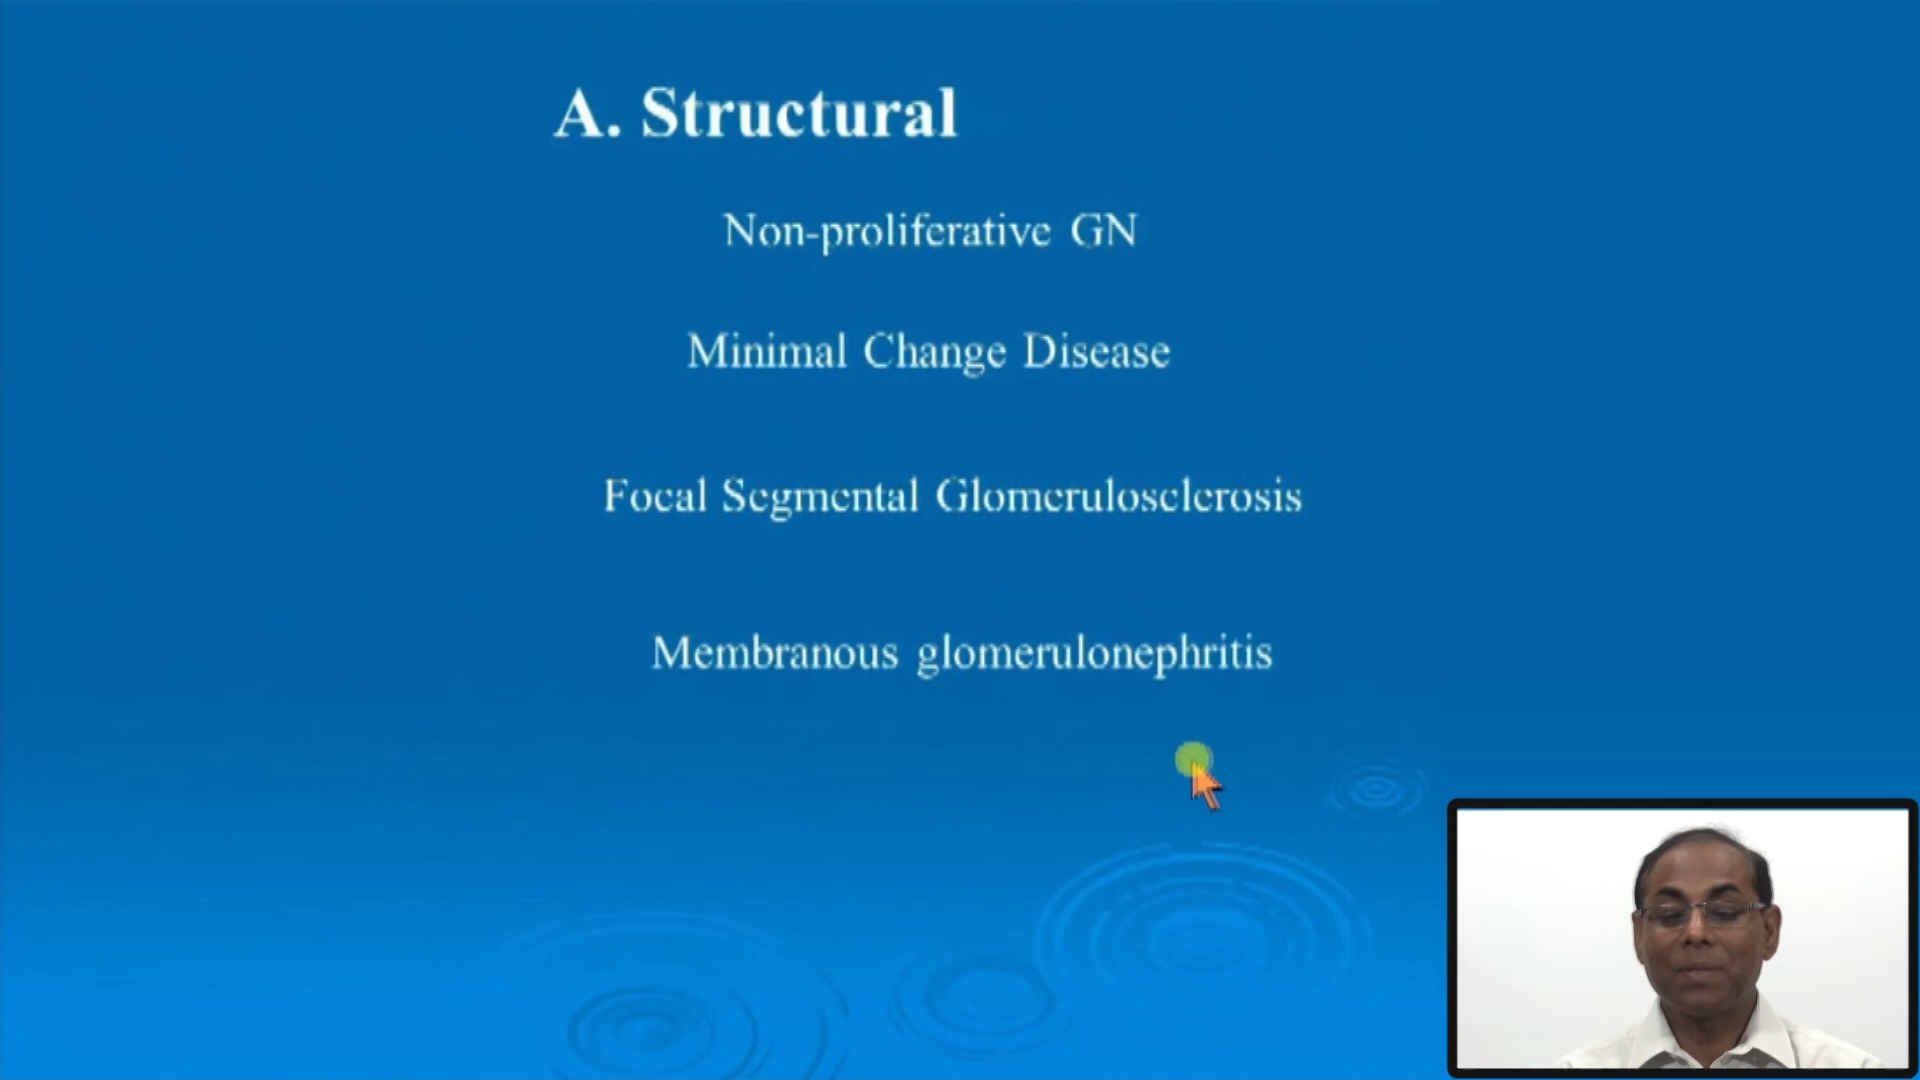 A. Structural
Non-proliferative GN
Minimal Change Disease
Focal Segmental Glomerulosclerosis
Membranous glomerulonephritis